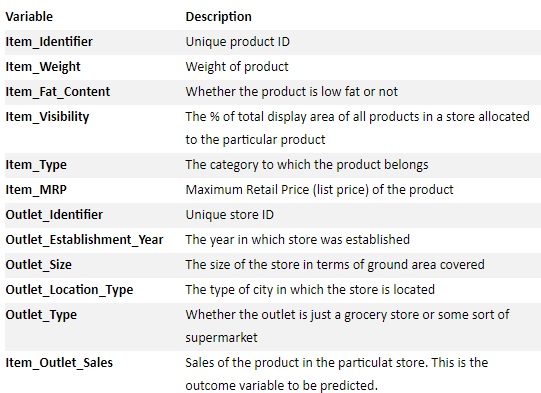 Variable Description
Item_Identifier Unique product ID
Item_Weight Weight of product
Item_Fat_Content Whether the product is low fat or not
Item_Visibility The % of total display area of all products in a store allocated
to the particular product
Item_Type The category to which the product belongs
Item_MRP Maximum Retail Price (list price) of the product
Outlet_Identifier Unique store ID
Outlet_Establishment_Year The year in which store was established
Outlet_Size The size of the store in terms of ground area covered
Outlet_Location_Type The type of city in which the store is located
Outlet_Type Whether the outlet is just a grocery store or some sort of
supermarket
Item_Outlet_Sales Sales of the product in the particulat store. This is the
outcome variable to be predicted.